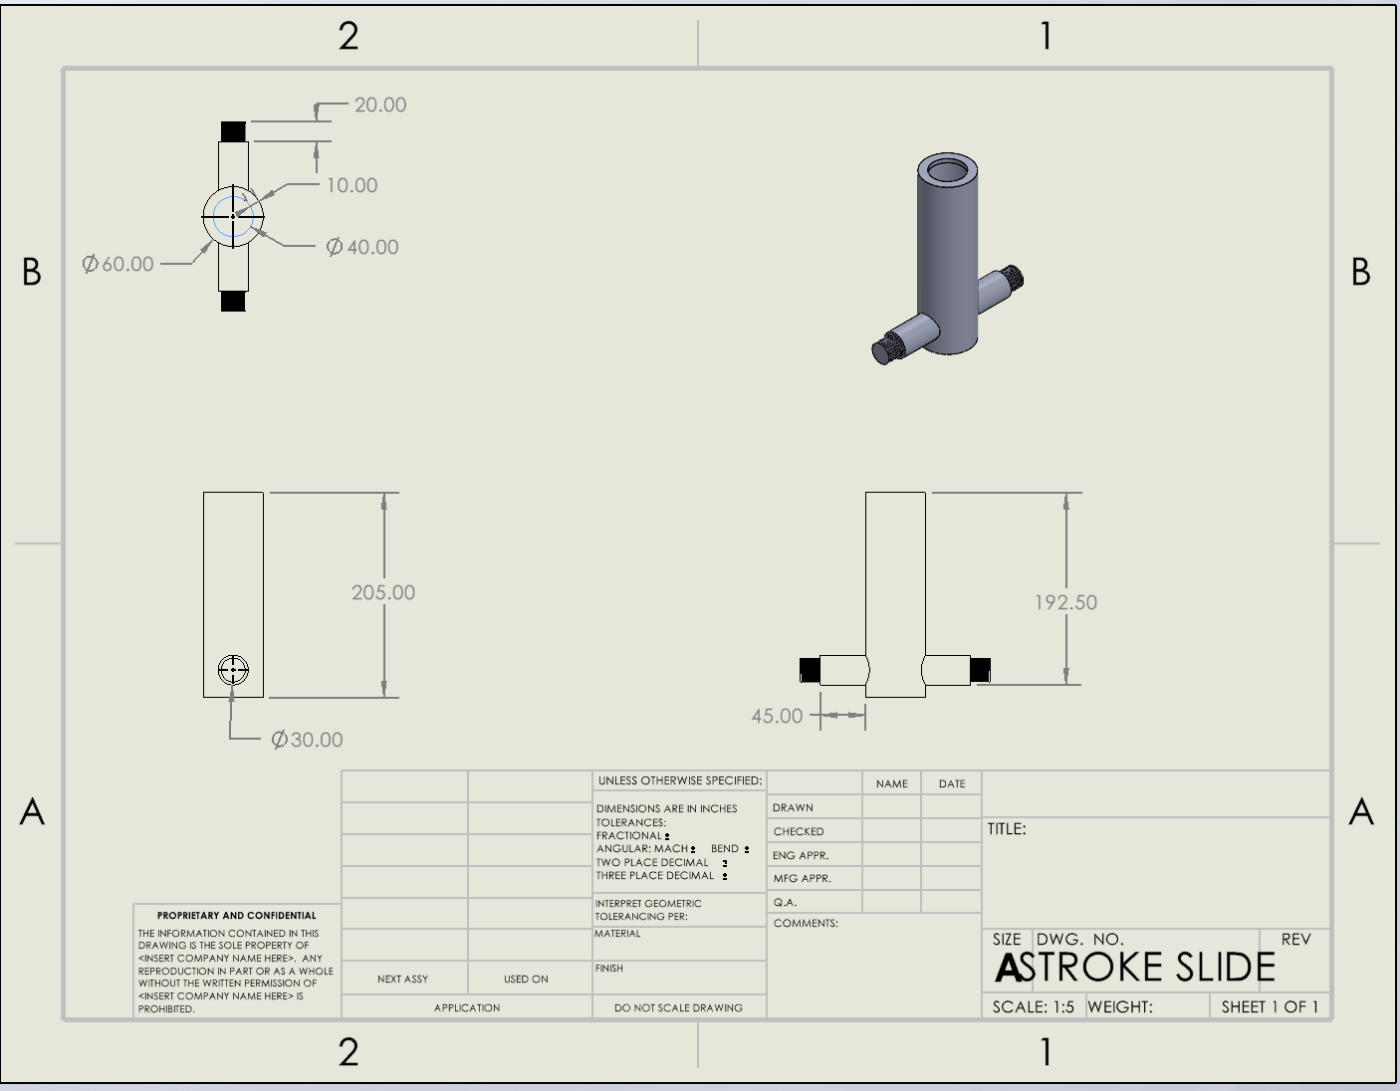 2
1
20.00
10.00
∅40.00
∅60.00
B
B
205.00
192.50
45.00
∅30.00
A
A
UNLESS OTHERWISE SPECIFIED:
DIMENSIONS ARE IN INCHES
TOLERANCES:
FRACTIONAL ±
ANGULAR: MACH ± BEND ±
TWO PLACE DECIMAL ±
THREE PLACE DECIMAL ±
INTERPRET GEOMETRIC
TOLERANCING PER:
MATERIAL
FINISH
DO NOT SCALE DRAWING
NAME DATE
DRAWN
CHECKED
ENG APPR.
MFG APPR.
Q.A.
COMMENTS:
TITLE:
SIZE DWG. NO. REV
A STROKE SLIDE
SCALE: 1:5 WEIGHT: SHEET 1 OF 1
PROPRIETARY AND CONFIDENTIAL
THE INFORMATION CONTAINED IN THIS
DRAWING IS THE SOLE PROPERTY OF
<INSERT COMPANY NAME HERE>. ANY
REPRODUCTION IN PART OR AS A WHOLE
WITHOUT THE WRITTEN PERMISSION OF
<INSERT COMPANY NAME HERE> IS
PROHIBITED.
NEXT ASSY USED ON
APPLICATION
2
1